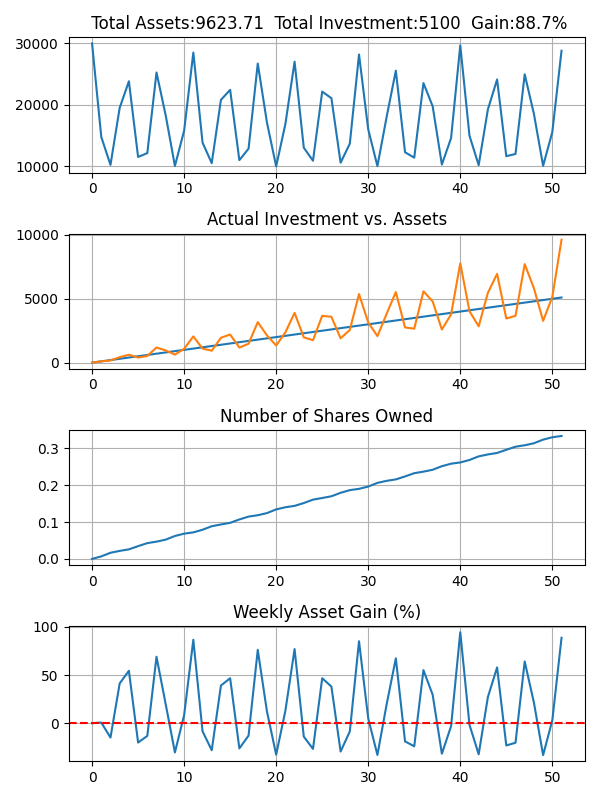 Total Assets:9623.71  Total Investment:5100  Gain:88.7%
30000
20000
10000
0 10 20 30 40 50
Actual Investment vs. Assets
10000
5000
0
0 10 20 30 40 50
Number of Shares Owned
0.3
0.2
0.1
0.0
0 10 20 30 40 50
Weekly Asset Gain (%)
100
50
0
0 10 20 30 40 50